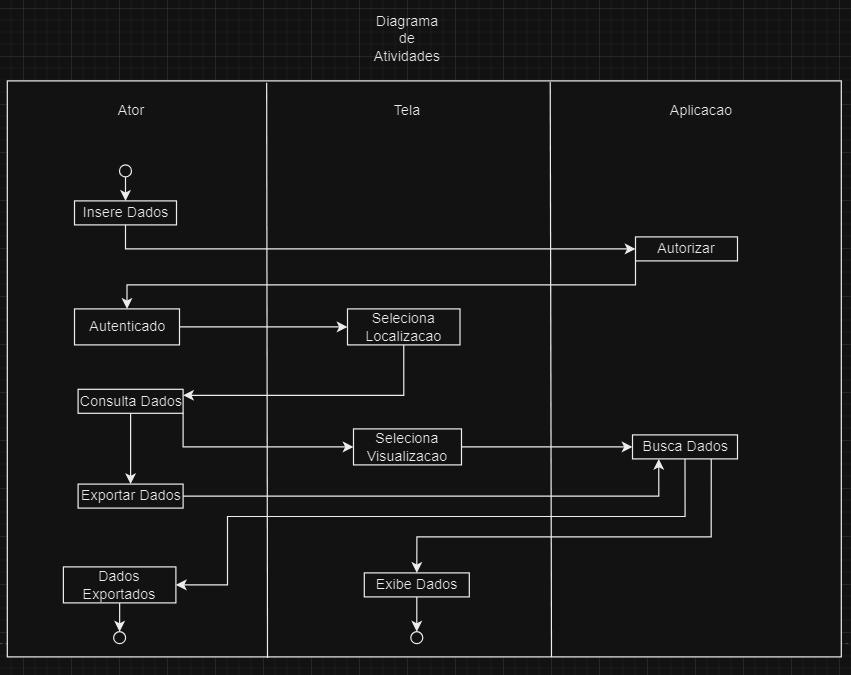 Diagrama
de
Atividades
Ator
Tela
Aplicacao
Insere Dados
Autorizar
Autenticado
Seleciona
Localizacao
Consulta Dados
Seleciona
Visualizacao
Busca Dados
Exportar Dados
Dados
Exportados
Exibe Dados